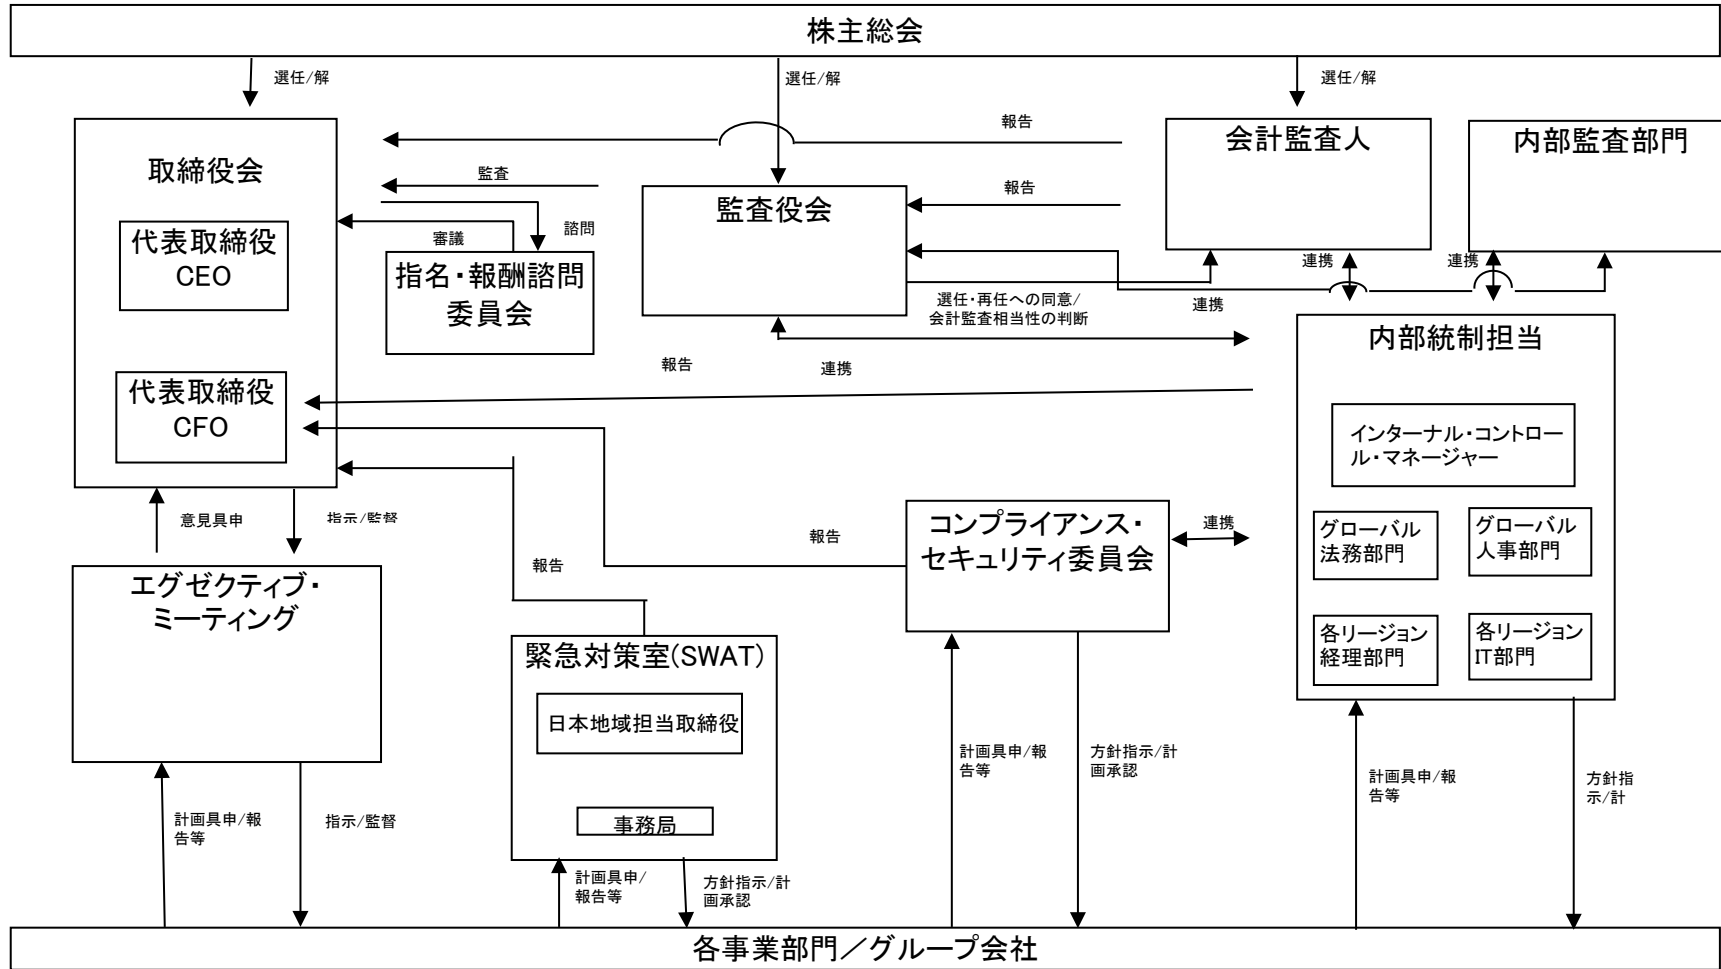 株主総会
選任/解
選任/解
選任/解
報告
会計監査人
内部監査部門
取締役会
監査
報告
監査役会
諮問
代表取締役
CEO
審議
指名・報酬諮問
委員会
連携
連携
選任・再任への同意/
会計監査相当性の判断
連携
内部統制担当
報告
連携
代表取締役
CFO
インターナル・コントロー
ル・マネージャー
意見具申
指示/監督
報告
コンプライアンス・
セキュリティ委員会
連携
グローバル
法務部門
グローバル
人事部門
報告
エグゼクティブ・
ミーティング
緊急対策室(SWAT)
各リージョン
経理部門
各リージョン
IT部門
日本地域担当取締役
計画具申/報
告等
方針指示/計
画承認
計画具申/報
告等
方針指
示/計
計画具申/報
告等
指示/監督
事務局
計画具申/
報告等
方針指示/計
画承認
各事業部門／グループ会社